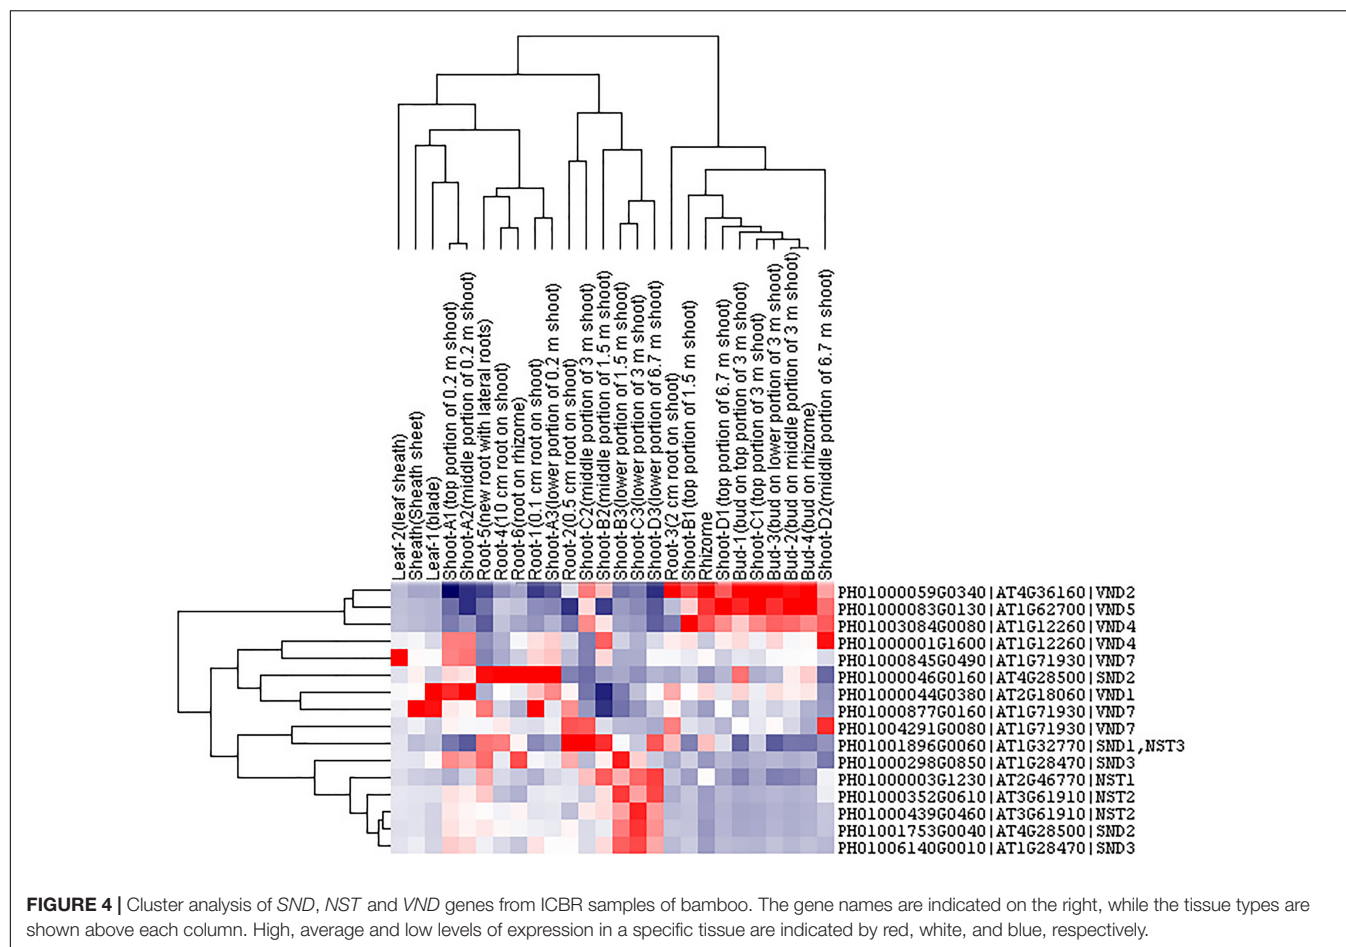 Leaf-2(leaf sheath)
Sheath(Sheath sheet)
Leaf-1(blade)
Shoot-A1(top portion of 0.2 m shoot)
Shoot-A2(middle portion of 0.2 m shoot)
Root-5(new root with lateral roots)
Root-4(10 cm root on shoot)
Root-6(root on rhizome)
Root-1(0.1 cm root on shoot)
Shoot-A3(lower portion of 0.2 m shoot)
Root-2(0.5 cm root on shoot)
Shoot-C2(middle portion of 3 m shoot)
Shoot-B2(middle portion of 1.5 m shoot)
Shoot-B3(lower portion of 1.5 m shoot)
Shoot-C3(lower portion of 3 m shoot)
Shoot-D3(lower portion of 6.7 m shoot)
Root-3(2 cm root on shoot)
Shoot-B1(top portion of 1.5 m shoot)
Rhizome
Shoot-D1(top portion of 6.7 m shoot)
Bud-1(bud on top portion of 3 m shoot)
Shoot-C1(top portion of 3 m shoot)
Bud-3(bud on lower portion of 3 m shoot)
Bud-2(bud on middle portion of 3 m shoot)
Bud-4(bud on rhizome)
Shoot-D2(middle portion of 6.7 m shoot)
PH01000059G0340|AT4G36160|VND2
PH01000083G0130|AT1G62700|VND5
PH01003084G0080|AT1G12260|VND4
PH01000001G1600|AT1G12260|VND4
PH01000845G0490|AT1G71930|VND7
PH01000046G0160|AT4G28500|SND2
PH01000044G0380|AT2G18060|VND1
PH01000877G0160|AT1G71930|VND7
PH01004291G0080|AT1G71930|VND7
PH01001896G0060|AT1G32770|SND1,NST3
PH01000298G0850|AT1G28470|SND3
PH01000003G1230|AT2G46770|NST1
PH01000352G0610|AT3G61910|NST2
PH01000439G0460|AT3G61910|NST2
PH01001753G0040|AT4G28500|SND2
PH01006140G0010|AT1G28470|SND3
FIGURE 4 | Cluster analysis of SND, NST and VND genes from ICBR samples of bamboo. The gene names are indicated on the right, while the tissue types are
shown above each column. High, average and low levels of expression in a specific tissue are indicated by red, white, and blue, respectively.